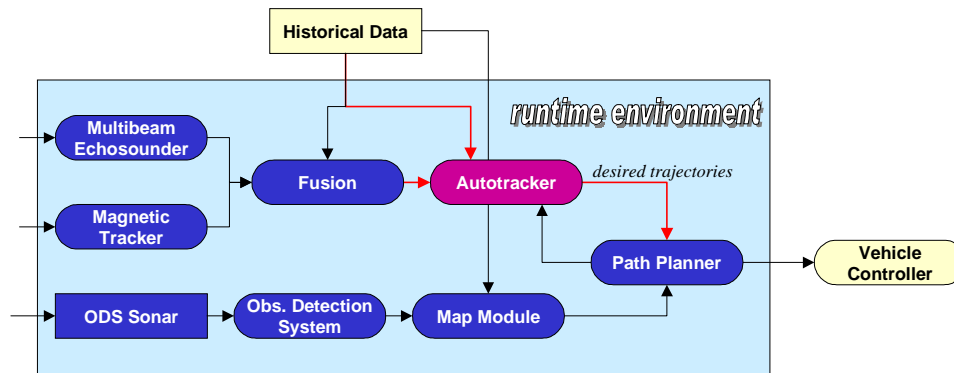 Historical Data
runtime environment
Multibeam
Echosounder
Fusion
Autotracker
desired trajectories
Magnetic
Tracker
Path Planner
Vehicle
Controller
ODS Sonar
Obs. Detection
System
Map Module